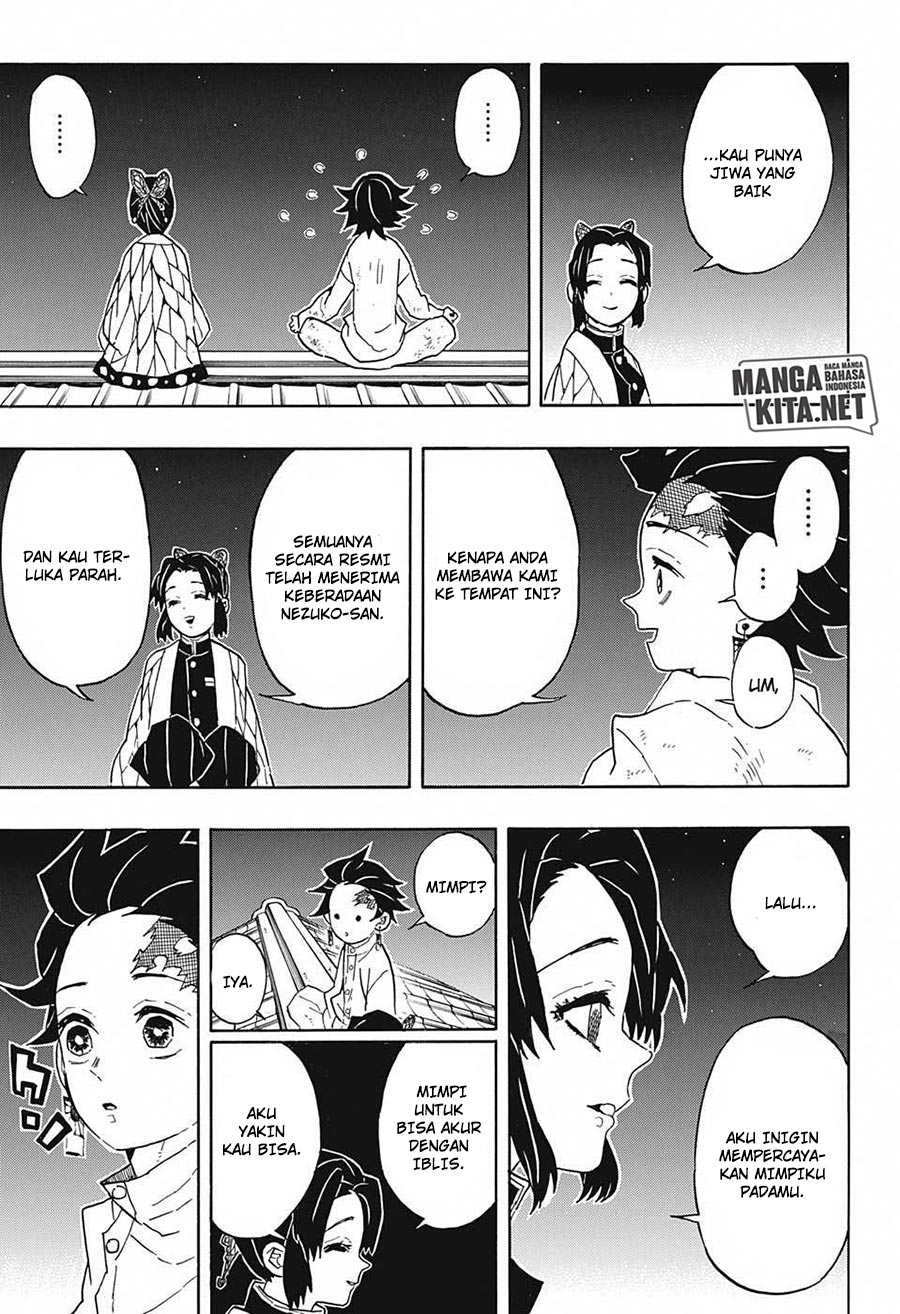 ...KAU PUNYA
JIWA YANG
BAIK
.......
.......
MANGA
KITA.NET
BACA MANGA
BAHASA
INDONESIA
.......
....
UM,
KENAPA ANDA
MEMBAWA KAMI
KE TEMPAT INI?
SEMUANYA
SECARA RESMI
TELAH MENERIMA
KEBERADAAN
NEZUKO-SAN.
DAN KAU TER-
LUKA PARAH.
LALU...
AKU INIGIN
MEMPERCAYA-
KAN MIMPIKU
PADAMU.
MIMPI?
IYA.
MIMPI
UNTUK
BISA AKUR
DENGAN
IBLIS.
AKU
YAKIN
KAU BISA.